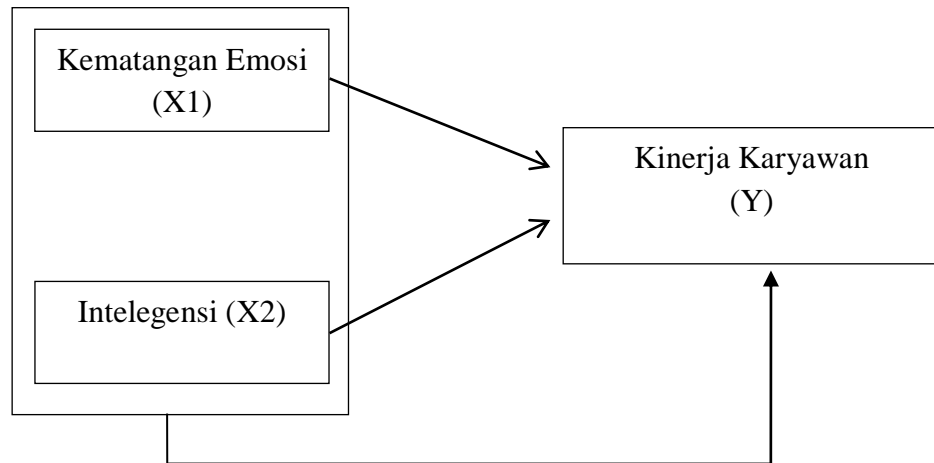 Kematangan Emosi
(X1)
Kinerja Karyawan
(Y)
Intelegensi (X2)